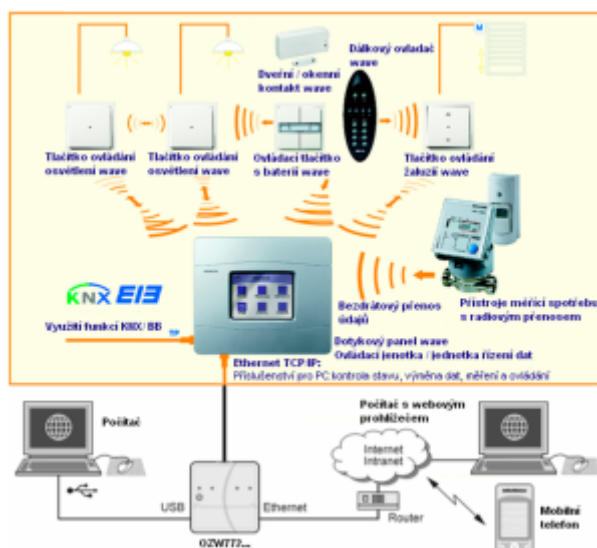 M
Dálkový ovladač
wave
Dveřní / okenní
kontakt wave
Tlačítko ovládání
osvětlení wave
Tlačítko ovládání
osvětlení wave
Ovládací tlačítko
s baterií wave
Tlačítko ovládání
žaluzií wave
KNX EIB
Využití funkcí KNX/ BB
TP
Bezdrátový přenos
údajů
Přístroje měřící spotřebu
s radiovým přenosem
Dotykový panel wave
Ovládací jenotka / jednotka řízení dat
Ethernet TCP/IP:
Příslušenství pro PC kontrola stavu, výměna dat, měření a ovládání
Počítač
Počítač s webovým
prohlížečem
Internet
Intranet
USB
Ethernet
Router
Mobilní
telefon
OZW772...